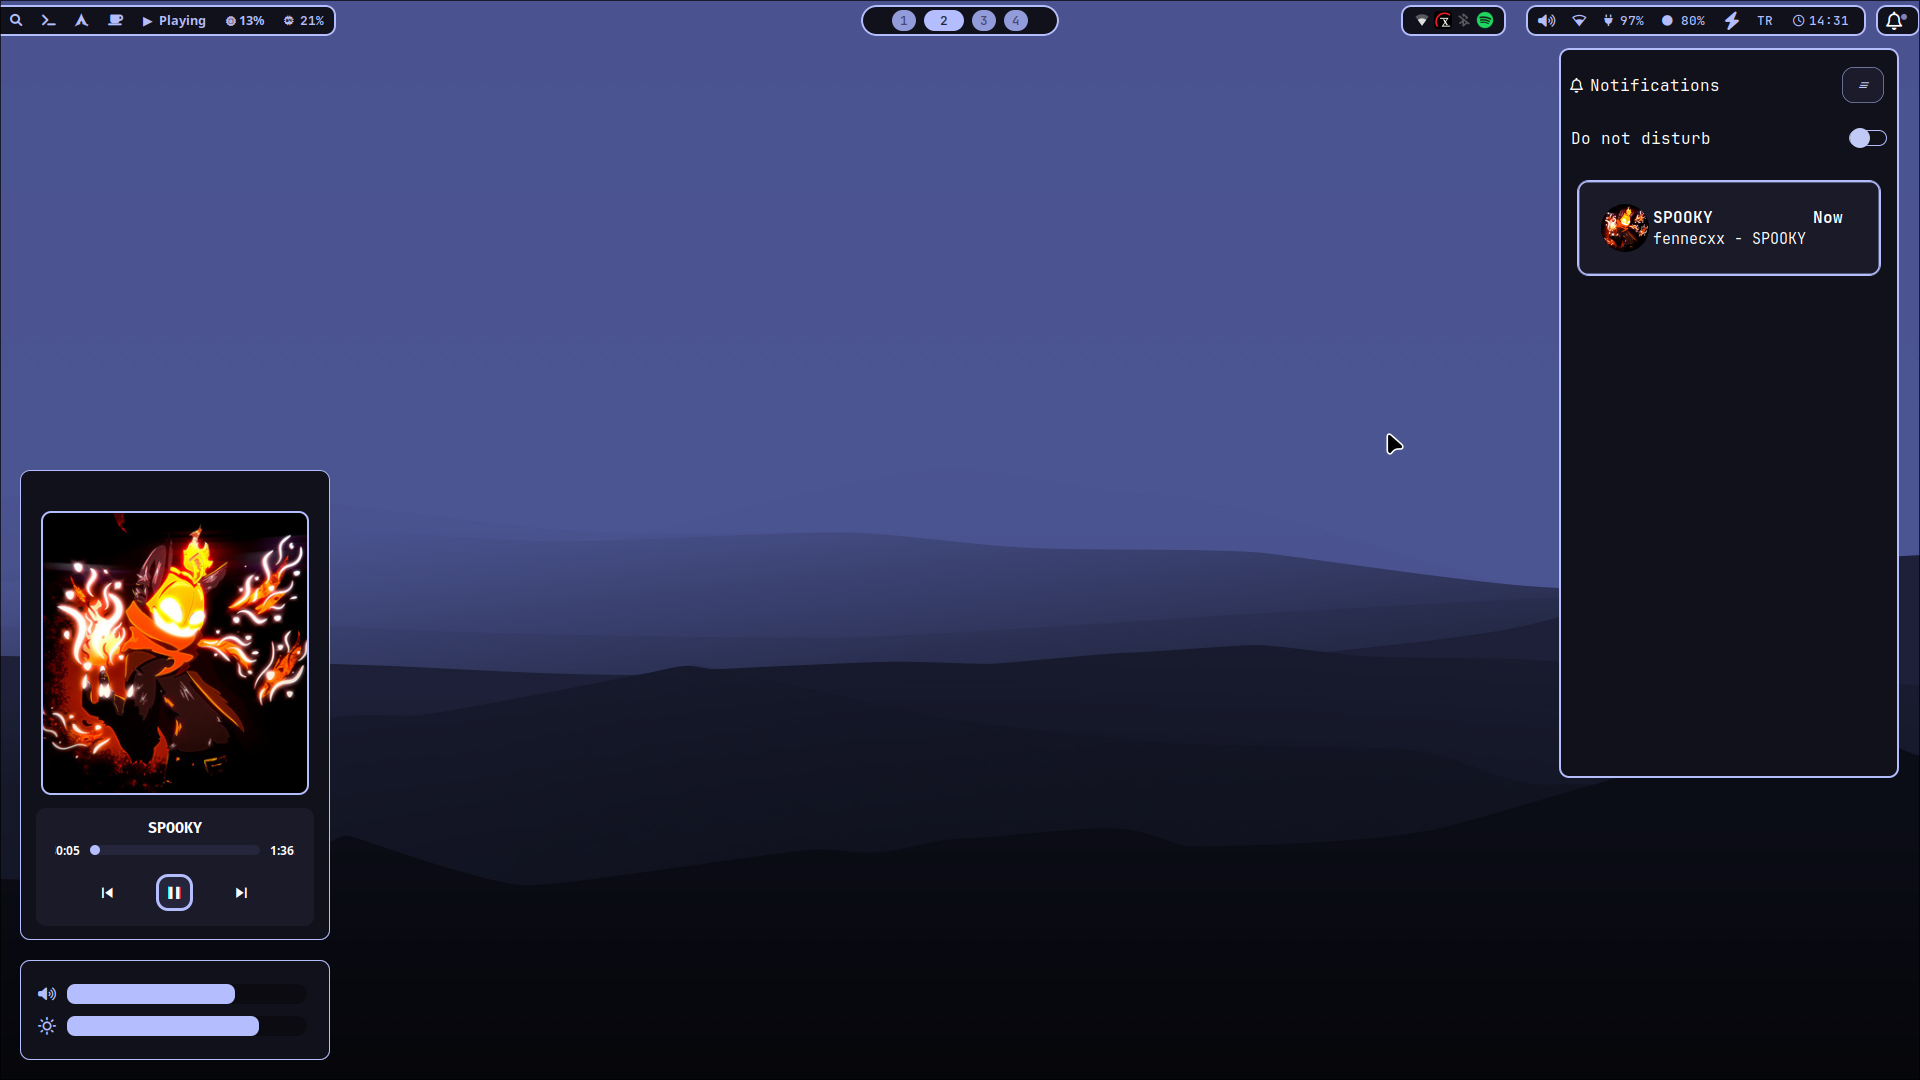 Playing 13% 21%
1 2 3 4
97% 80% TR 14:31
Notifications
Do not disturb
SPOOKY Now
fennecxx - SPOOKY
SPOOKY
0:05 1:36